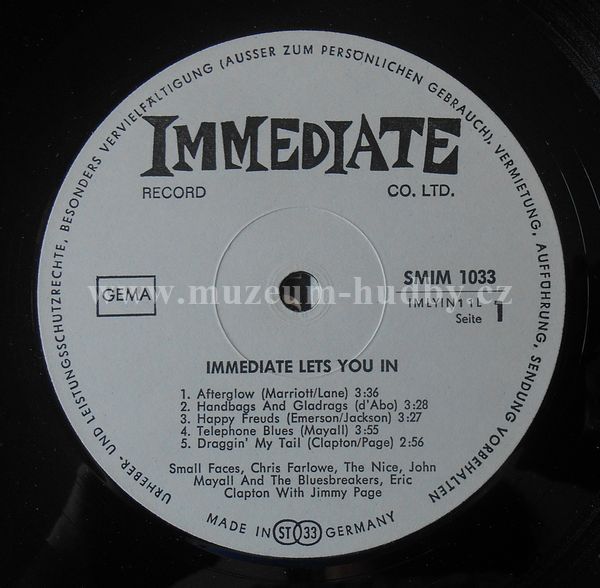 URHEBER- UND LEISTUNGSSCHUTZRECHTE, BESONDERS VERVIELFÄLTIGUNG (AUSSER ZUM PERSÖNLICHEN GEBRAUCH), VERMIETUNG, AUFFÜHRUNG, SENDUNG VORBEHALTEN
IMMEDIATE
RECORD CO. LTD.
GEMA
SMIM 1033
www.muzeum-hudby.cz
IMLYIN11L
Seite 1
IMMEDIATE LETS YOU IN
1. Afterglow (Marriott/Lane) 3:36
2. Handbags And Gladrags (d'Abo) 3:28
3. Happy Freuds (Emerson/Jackson) 3:27
4. Telephone Blues (Mayall) 3:55
5. Draggin' My Tail (Clapton/Page) 2:56
Small Faces, Chris Farlowe, The Nice, John
Mayall And The Bluesbreakers, Eric
Clapton With Jimmy Page
MADE IN ST 33 GERMANY